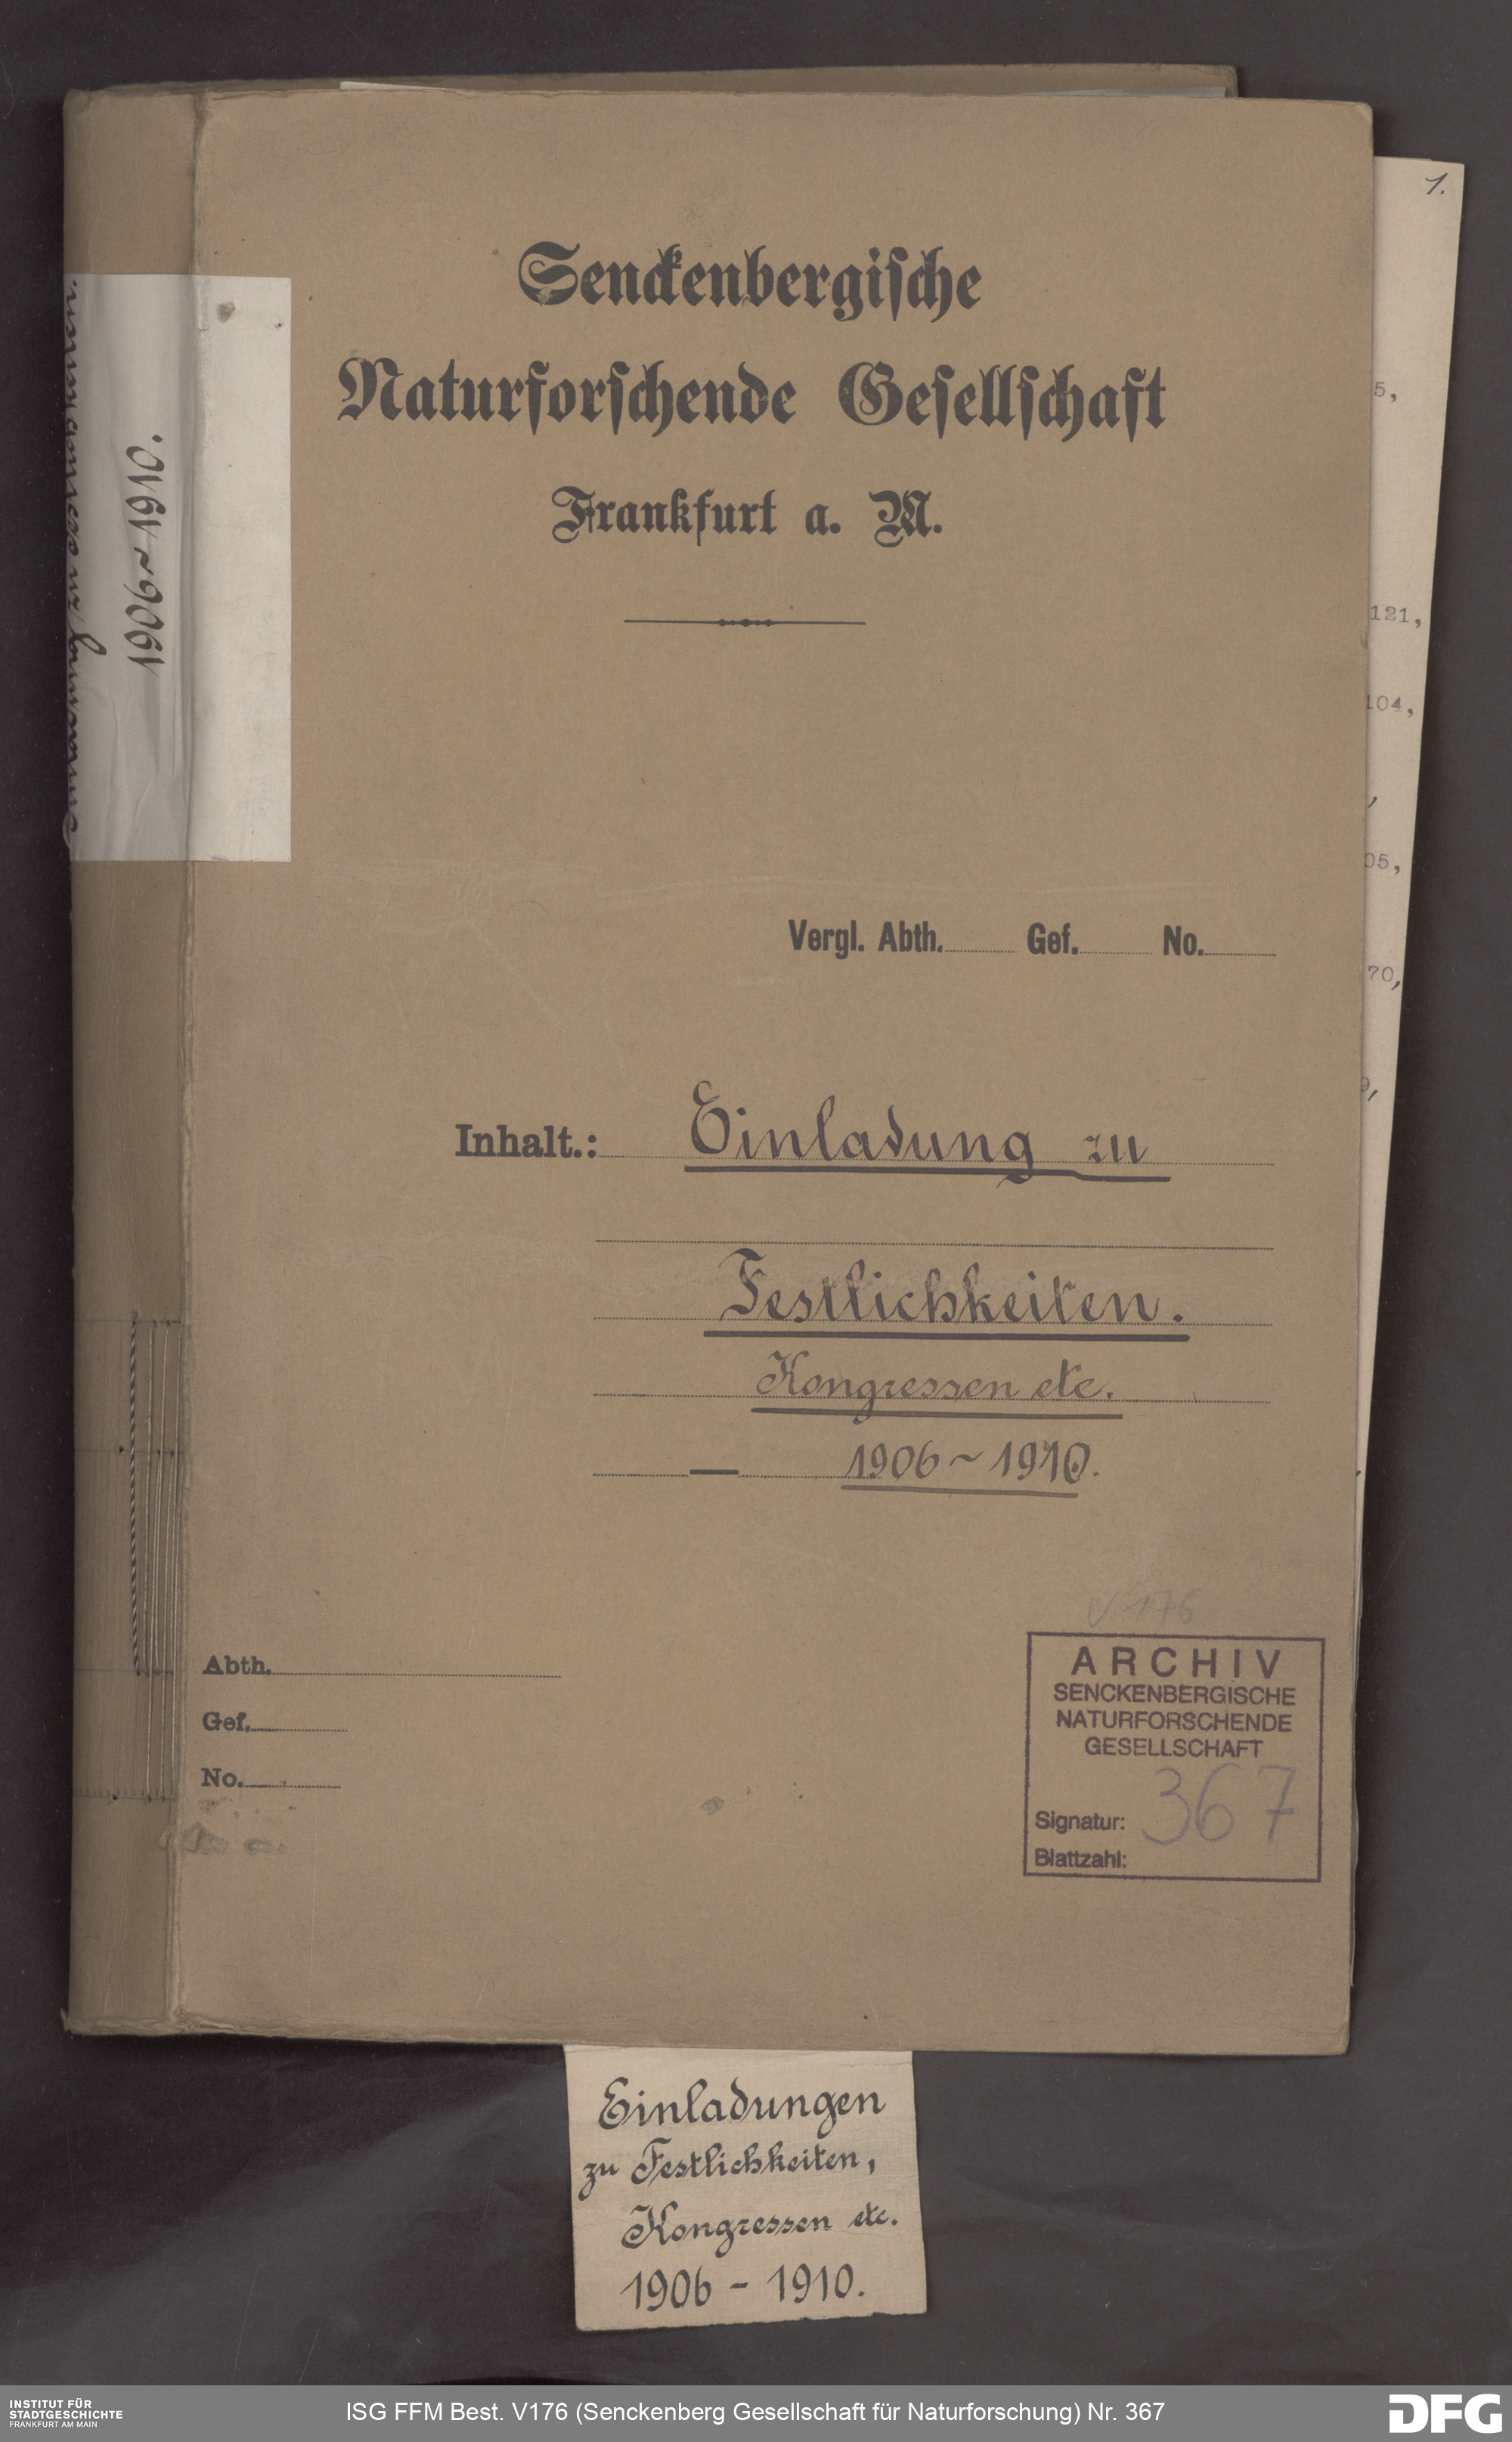 Senckenbergische
Naturforschende Gesellschaft
Frankfurt a. M.
1906~1910.
1.
5,
121,
104,
,
05,
70,
9,
Vergl. Abth. Gef. No.
Inhalt.: Einladung zu
Festlichkeiten.
Kongressen etc.
— 1906~1910.
V 176
ARCHIV
SENCKENBERGISCHE
NATURFORSCHENDE
GESELLSCHAFT
Signatur: 367
Blattzahl:
Abth.
Gef.
No.
Einladungen
zu Festlichkeiten,
Kongressen etc.
1906 - 1910.
INSTITUT FÜR
STADTGESCHICHTE
FRANKFURT AM MAIN
ISG FFM Best. V176 (Senckenberg Gesellschaft für Naturforschung) Nr. 367
DFG